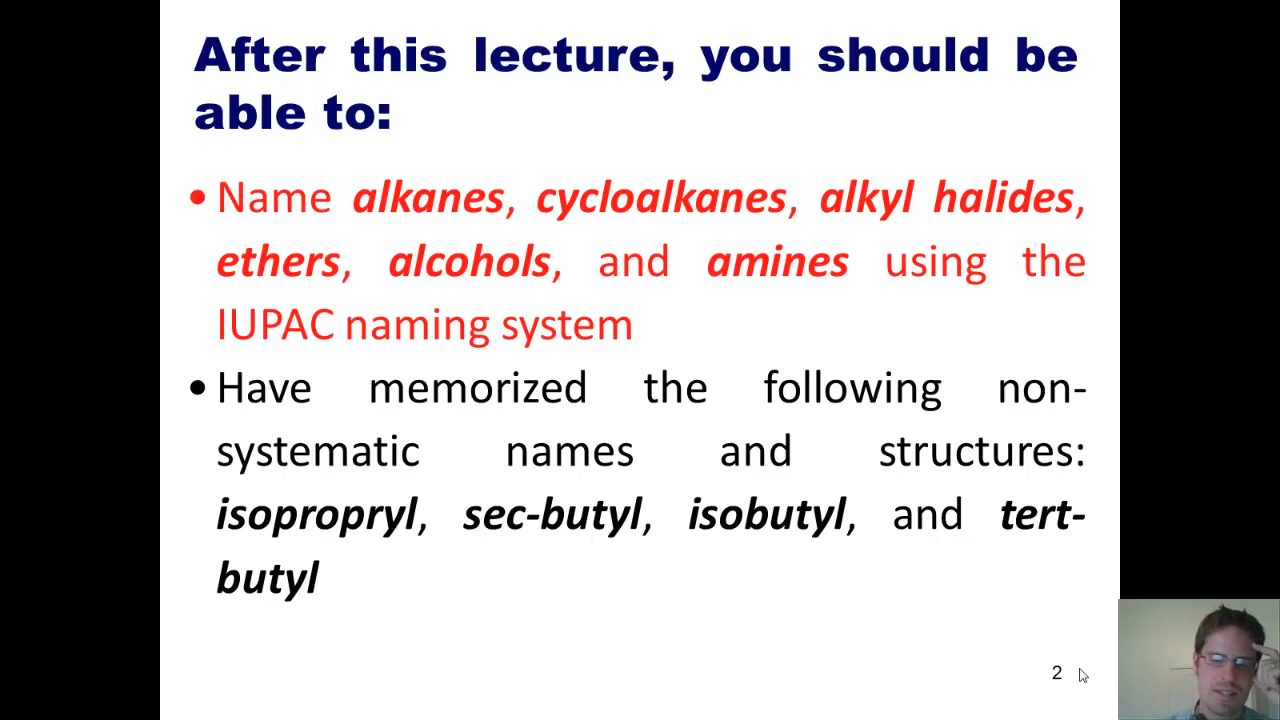 After this lecture, you should be
able to:
•Name alkanes, cycloalkanes, alkyl halides,
ethers, alcohols, and amines using the
IUPAC naming system
•Have memorized the following non-
systematic names and structures:
isopropryl, sec-butyl, isobutyl, and tert-
butyl
2